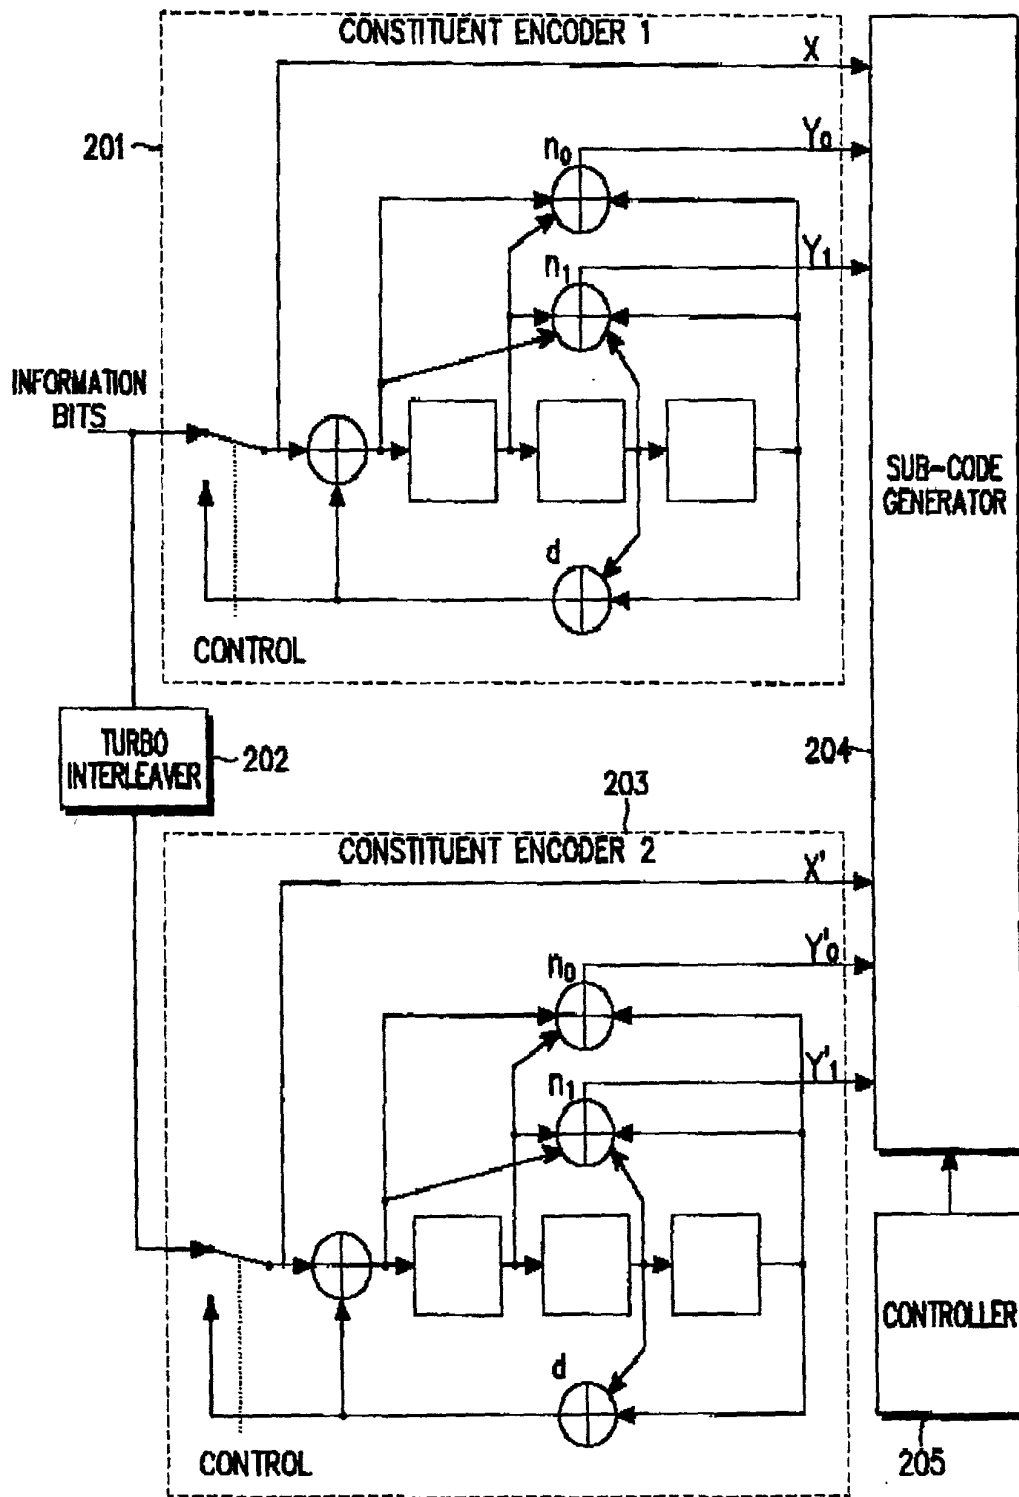 CONSTITUENT ENCODER 1
X
201
Y0
n0
Y1
n1
INFORMATION
BITS
SUB-CODE
GENERATOR
d
CONTROL
TURBO
INTERLEAVER
202
204
203
CONSTITUENT ENCODER 2
X'
Y'0
n0
Y'1
n1
CONTROLLER
d
CONTROL
205